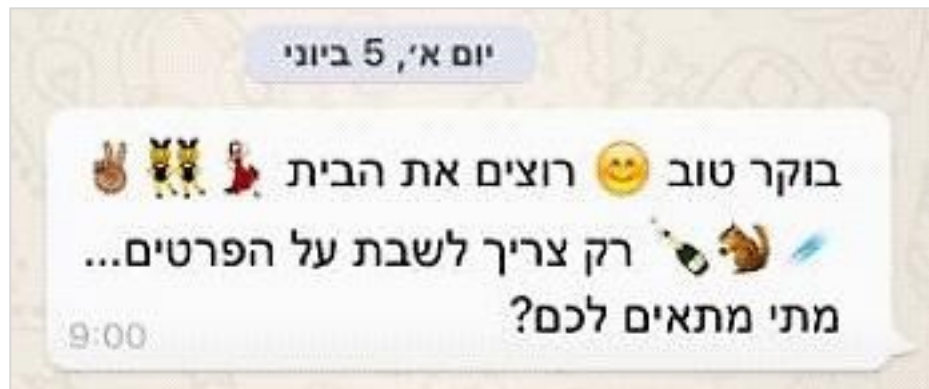 יום א׳, 5 ביוני
בוקר טוב 😊 רוצים את הבית 💃👯✌🏽
☄🐿🍾 רק צריך לשבת על הפרטים...
מתי מתאים לכם?
9:00